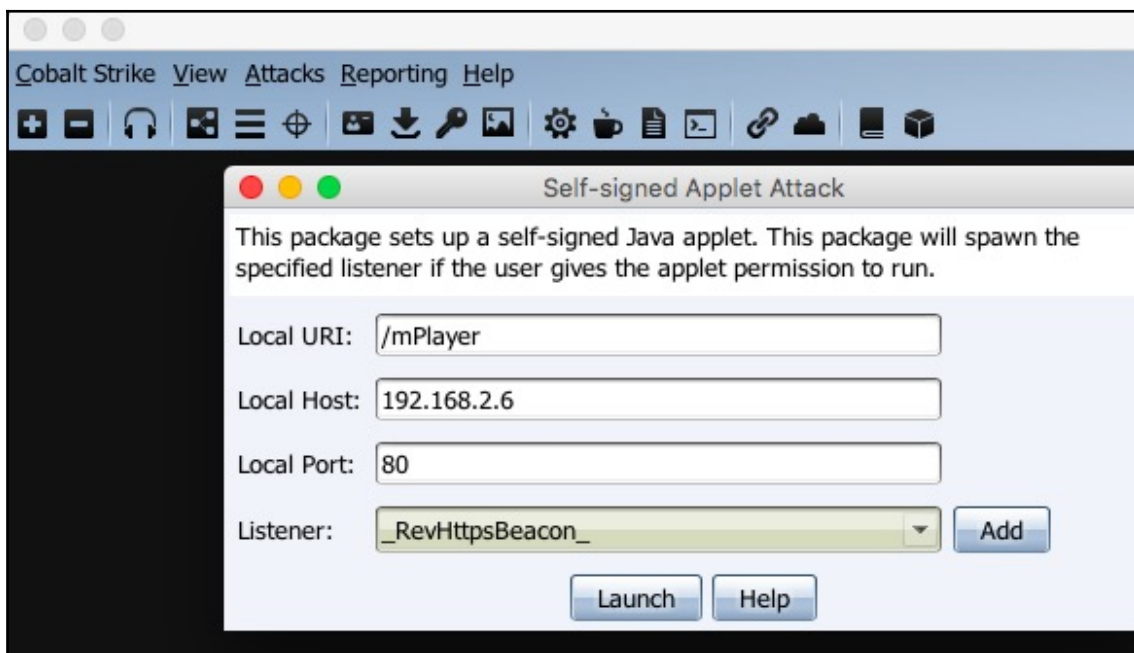 Cobalt Strike View Attacks Reporting Help
Self-signed Applet Attack
This package sets up a self-signed Java applet. This package will spawn the
specified listener if the user gives the applet permission to run.
Local URI: /mPlayer
Local Host: 192.168.2.6
Local Port: 80
Listener: _RevHttpsBeacon_ Add
Launch Help